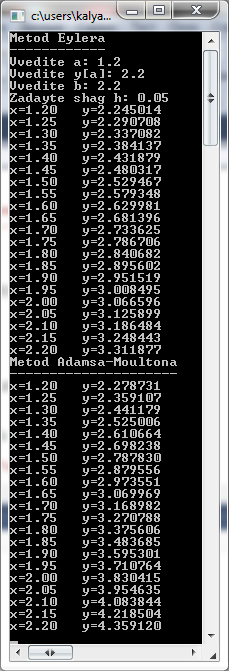 c:\users\kalya...
Metod Eylera
------------
Vvedite a: 1.2
Vvedite y[a]: 2.2
Vvedite b: 2.2
Zadayte shag h: 0.05
x=1.20 y=2.245014
x=1.25 y=2.290708
x=1.30 y=2.337082
x=1.35 y=2.384137
x=1.40 y=2.431879
x=1.45 y=2.480317
x=1.50 y=2.529467
x=1.55 y=2.579348
x=1.60 y=2.629981
x=1.65 y=2.681396
x=1.70 y=2.733625
x=1.75 y=2.786706
x=1.80 y=2.840682
x=1.85 y=2.895602
x=1.90 y=2.951519
x=1.95 y=3.008495
x=2.00 y=3.066596
x=2.05 y=3.125899
x=2.10 y=3.186484
x=2.15 y=3.248443
x=2.20 y=3.311877
Metod Adamsa-Moultona
---------------------
x=1.20 y=2.278731
x=1.25 y=2.359107
x=1.30 y=2.441179
x=1.35 y=2.525006
x=1.40 y=2.610664
x=1.45 y=2.698238
x=1.50 y=2.787830
x=1.55 y=2.879556
x=1.60 y=2.973551
x=1.65 y=3.069969
x=1.70 y=3.168982
x=1.75 y=3.270788
x=1.80 y=3.375606
x=1.85 y=3.483685
x=1.90 y=3.595301
x=1.95 y=3.710764
x=2.00 y=3.830415
x=2.05 y=3.954635
x=2.10 y=4.083844
x=2.15 y=4.218504
x=2.20 y=4.359120